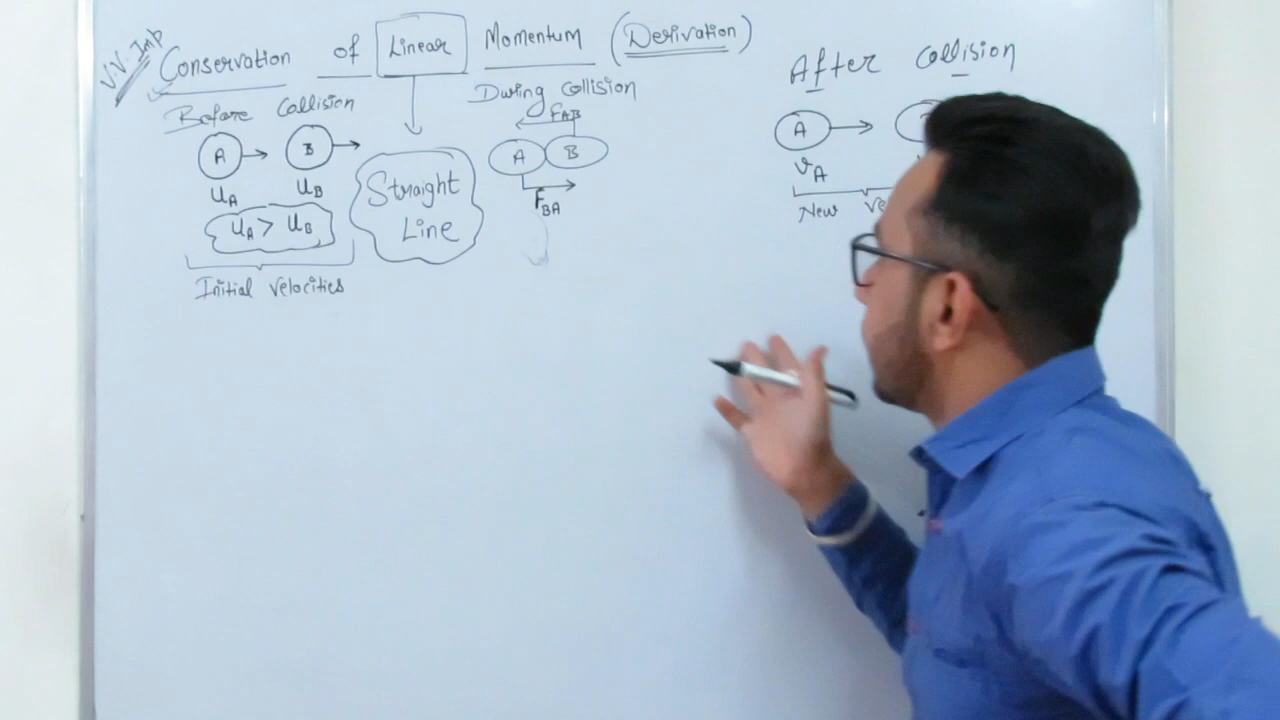 V.V. Imp
Conservation of Linear Momentum (Derivation)
Before Collision
A B
uA uB
uA > uB
Initial Velocities
Straight
Line
During Collision
FAB
A B
FBA
After Collision
A
vA
New